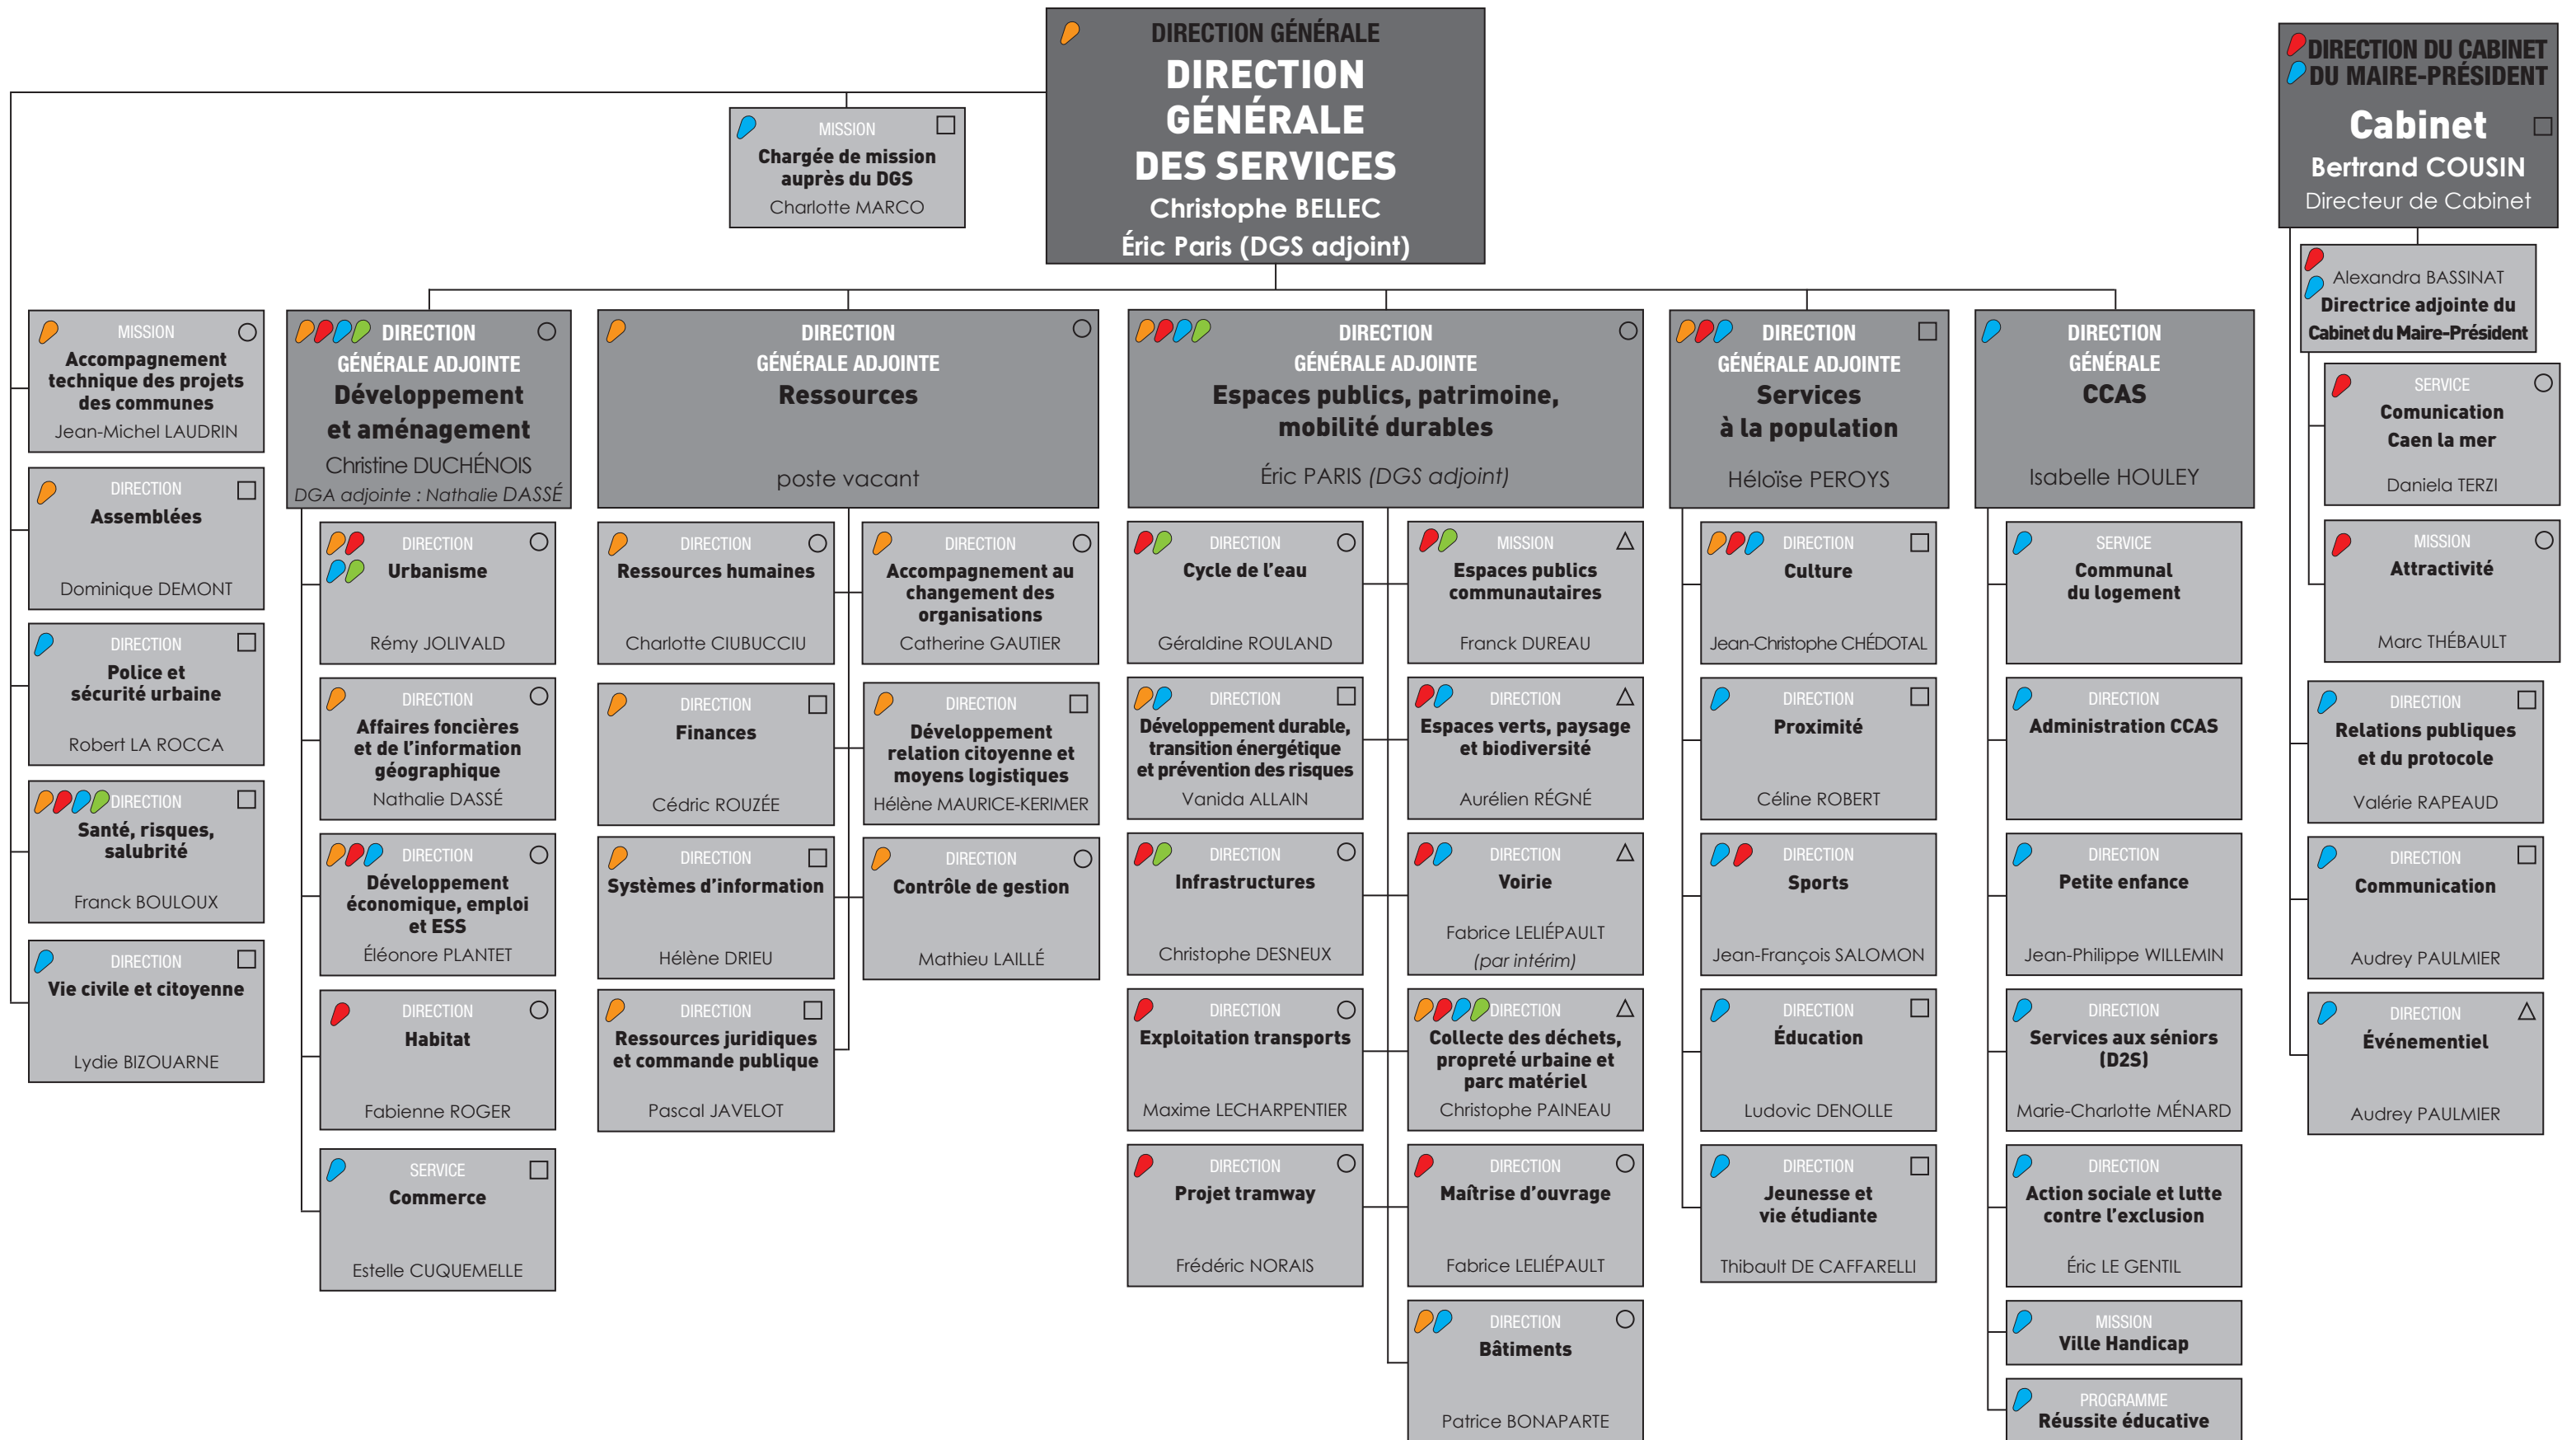 DIRECTION GÉNÉRALE
DIRECTION
GÉNÉRALE
DES SERVICES
Christophe BELLEC
Éric Paris (DGS adjoint)
MISSION
Chargée de mission
auprès du DGS
Charlotte MARCO
MISSION
Accompagnement
technique des projets
des communes
Jean-Michel LAUDRIN
DIRECTION
Assemblées
Dominique DEMONT
DIRECTION
Police et
sécurité urbaine
Robert LA ROCCA
DIRECTION
Santé, risques,
salubrité
Franck BOULOUX
DIRECTION
Vie civile et citoyenne
Lydie BIZOUARNE
DIRECTION
GÉNÉRALE ADJOINTE
Développement
et aménagement
Christine DUCHÉNOIS
DGA adjointe : Nathalie DASSÉ
DIRECTION
Urbanisme
Rémy JOLIVALD
DIRECTION
Affaires foncières
et de l'information
géographique
Nathalie DASSÉ
DIRECTION
Développement
économique, emploi
et ESS
Éléonore PLANTET
DIRECTION
Habitat
Fabienne ROGER
SERVICE
Commerce
Estelle CUQUEMELLE
DIRECTION
GÉNÉRALE ADJOINTE
Ressources
poste vacant
DIRECTION
Ressources humaines
Charlotte CIUBUCCIU
DIRECTION
Finances
Cédric ROUZÉE
DIRECTION
Systèmes d'information
Hélène DRIEU
DIRECTION
Ressources juridiques
et commande publique
Pascal JAVELOT
DIRECTION
Accompagnement au
changement des
organisations
Catherine GAUTIER
DIRECTION
Développement
relation citoyenne et
moyens logistiques
Hélène MAURICE-KERIMER
DIRECTION
Contrôle de gestion
Mathieu LAILLÉ
DIRECTION
GÉNÉRALE ADJOINTE
Espaces publics, patrimoine,
mobilité durables
Éric PARIS (DGS adjoint)
DIRECTION
Cycle de l'eau
Géraldine ROULAND
DIRECTION
Développement durable,
transition énergétique
et prévention des risques
Vanida ALLAIN
DIRECTION
Infrastructures
Christophe DESNEUX
DIRECTION
Exploitation transports
Maxime LECHARPENTIER
DIRECTION
Projet tramway
Frédéric NORAIS
MISSION
Espaces publics
communautaires
Franck DUREAU
DIRECTION
Espaces verts, paysage
et biodiversité
Aurélien RÉGNÉ
DIRECTION
Voirie
Fabrice LELIÉPAULT
(par intérim)
DIRECTION
Collecte des déchets,
propreté urbaine et
parc matériel
Christophe PAINEAU
DIRECTION
Maîtrise d'ouvrage
Fabrice LELIÉPAULT
DIRECTION
Bâtiments
Patrice BONAPARTE
DIRECTION
GÉNÉRALE ADJOINTE
Services
à la population
Héloïse PEROYS
DIRECTION
Culture
Jean-Christophe CHÉDOTAL
DIRECTION
Proximité
Céline ROBERT
DIRECTION
Sports
Jean-François SALOMON
DIRECTION
Éducation
Ludovic DENOLLE
DIRECTION
Jeunesse et
vie étudiante
Thibault DE CAFFARELLI
DIRECTION
GÉNÉRALE
CCAS
Isabelle HOULEY
SERVICE
Communal
du logement
DIRECTION
Administration CCAS
DIRECTION
Petite enfance
Jean-Philippe WILLEMIN
DIRECTION
Services aux séniors
(D2S)
Marie-Charlotte MÉNARD
DIRECTION
Action sociale et lutte
contre l'exclusion
Éric LE GENTIL
MISSION
Ville Handicap
PROGRAMME
Réussite éducative
DIRECTION DU CABINET
DU MAIRE-PRÉSIDENT
Cabinet
Bertrand COUSIN
Directeur de Cabinet
Alexandra BASSINAT
Directrice adjointe du
Cabinet du Maire-Président
SERVICE
Comunication
Caen la mer
Daniela TERZI
MISSION
Attractivité
Marc THÉBAULT
DIRECTION
Relations publiques
et du protocole
Valérie RAPEAUD
DIRECTION
Communication
Audrey PAULMIER
DIRECTION
Événementiel
Audrey PAULMIER